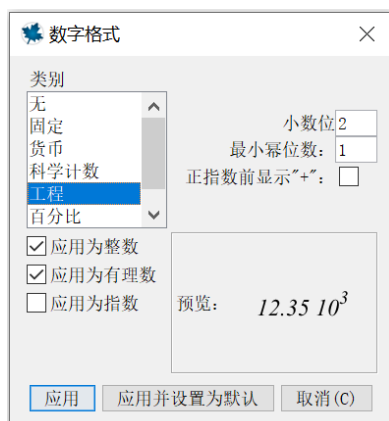 数字格式
类别
无
固定
货币
科学计数
工程
百分比
小数位 2
最小幂位数： 1
正指数前显示"+"：
应用为整数
应用为有理数
应用为指数
预览： 12.35 10³
应用 应用并设置为默认 取消(C)